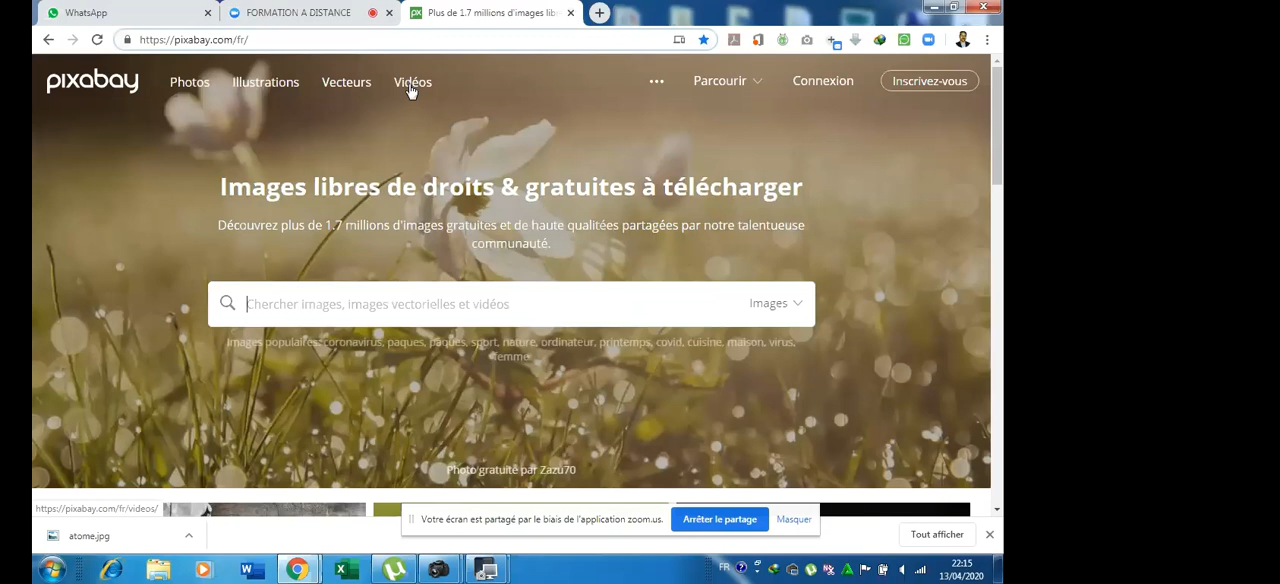 WhatsApp
FORMATION A DISTANCE
Plus de 1.7 millions d'images lib
https://pixabay.com/fr/
pixabay
Photos
Illustrations
Vecteurs
Vidéos
Parcourir
Connexion
Inscrivez-vous
Images libres de droits & gratuites à télécharger
Découvrez plus de 1.7 millions d'images gratuites et de haute qualitées partagées par notre talentueuse
communauté.
Chercher images, images vectorielles et vidéos
Images
Images populaires: coronavirus, paques, pâques, sport, nature, ordinateur, printemps, covid, cuisine, maison, virus,
femme
Photo gratuite par Zazu70
https://pixabay.com/fr/videos/
Votre écran est partagé par le biais de l'application zoom.us.
Arrêter le partage
Masquer
atome.jpg
Tout afficher
FR
22:15
13/04/2020